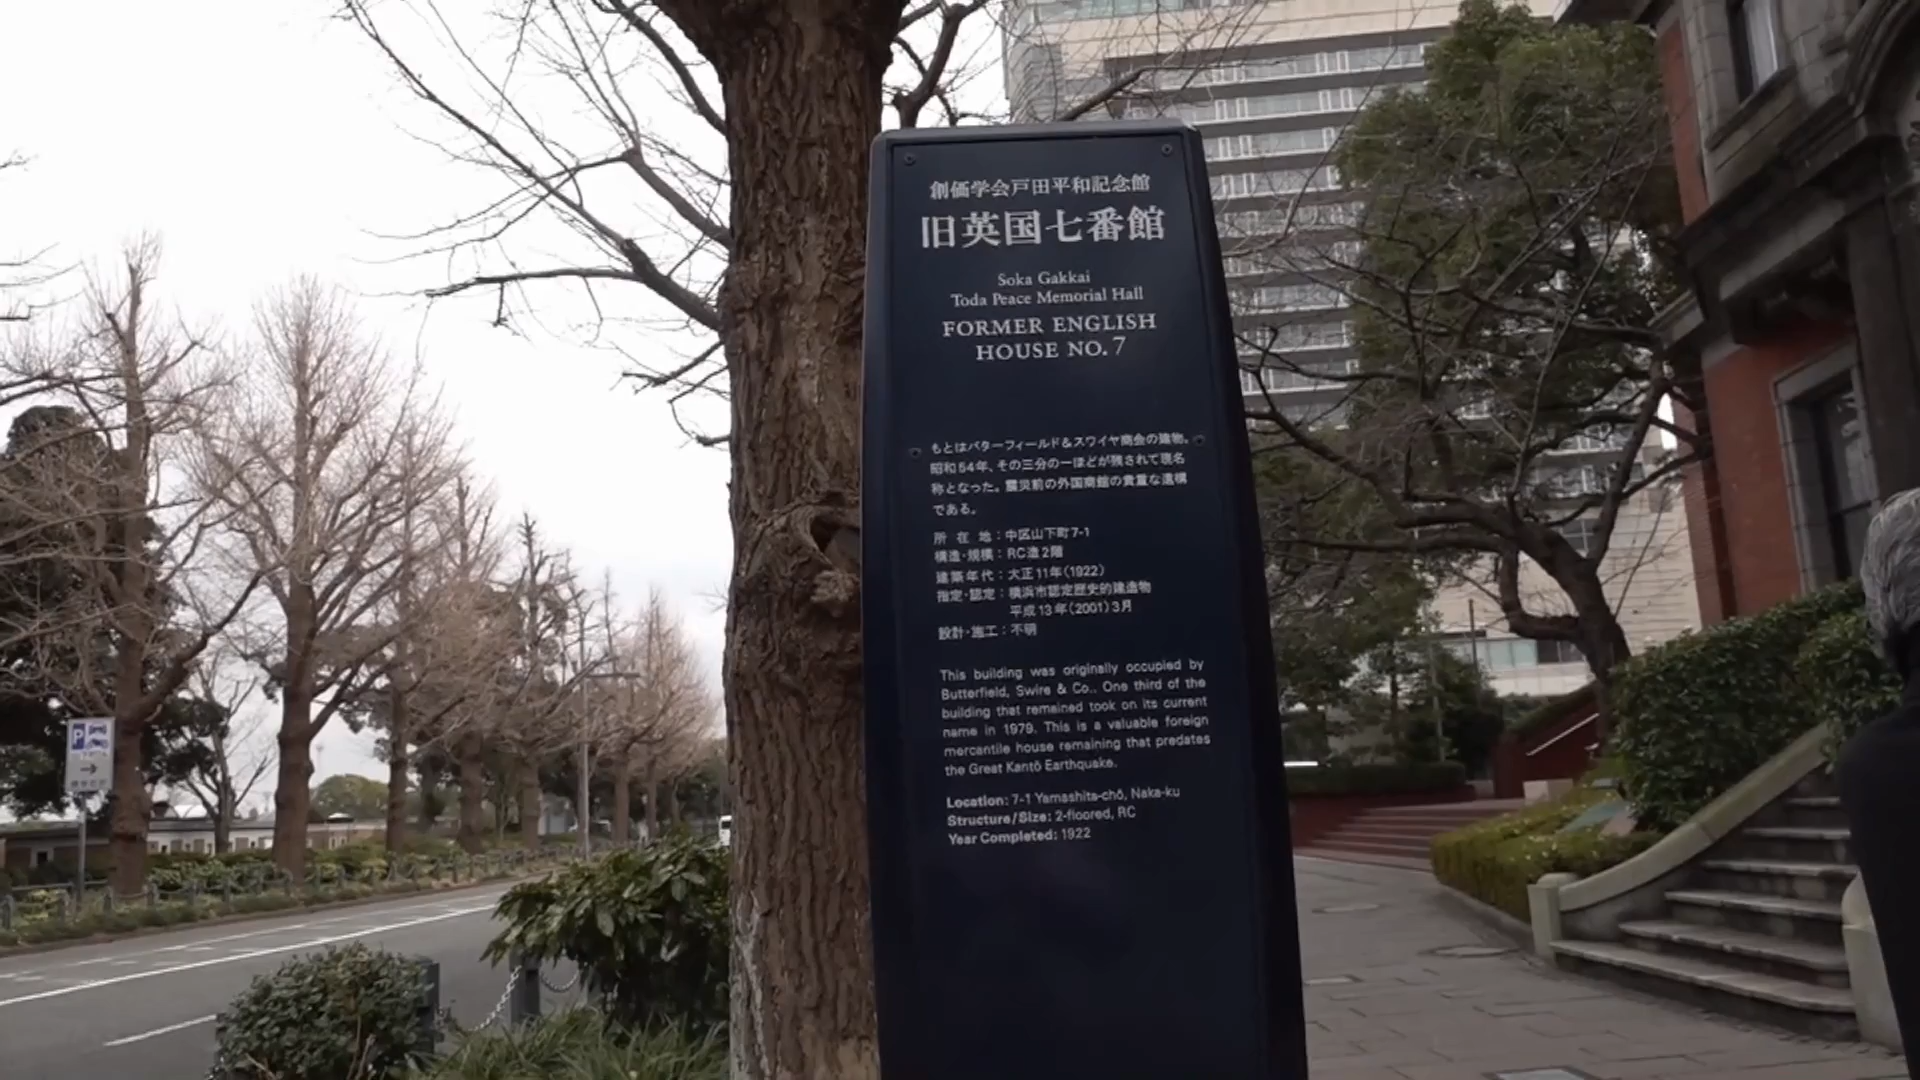 創価学会戸田平和記念館
旧英国七番館
Soka Gakkai
Toda Peace Memorial Hall
FORMER ENGLISH
HOUSE NO. 7
もとはバターフィールド&スワイヤ商会の建物。
昭和54年、その三分の一ほどが残されて現名
称となった。震災前の外国商館の貴重な遺構
である。
所在地：中区山下町7-1
構造・規模：RC造2階
建築年代：大正11年(1922)
指定・認定：横浜市認定歴史的建造物
平成13年(2001)3月
設計・施工：不明
This building was originally occupied by
Butterfield, Swire & Co.. One third of the
building that remained took on its current
name in 1979. This is a valuable foreign
mercantile house remaining that predates
the Great Kantō Earthquake.
Location: 7-1 Yamashita-chō, Naka-ku
Structure/Size: 2-floored, RC
Year Completed: 1922
P